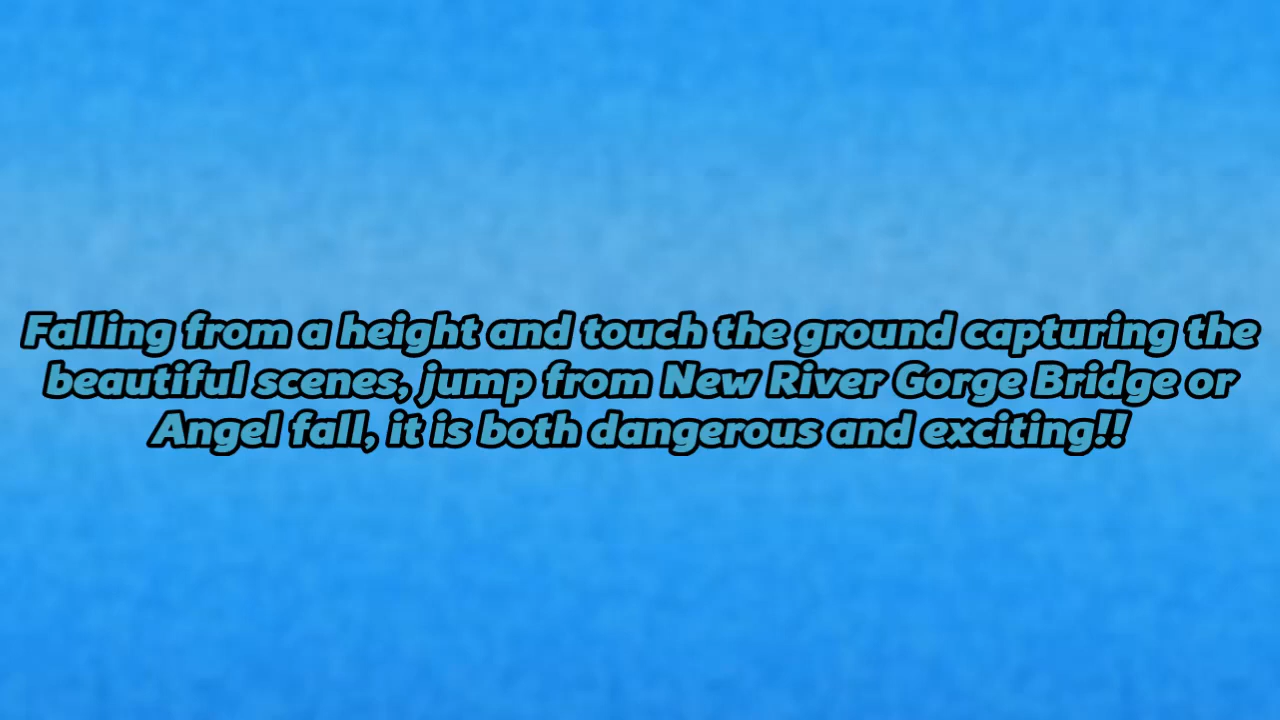 Falling from a height and touch the ground capturing the
beautiful scenes, jump from New River Gorge Bridge or
Angel fall, it is both dangerous and exciting!!